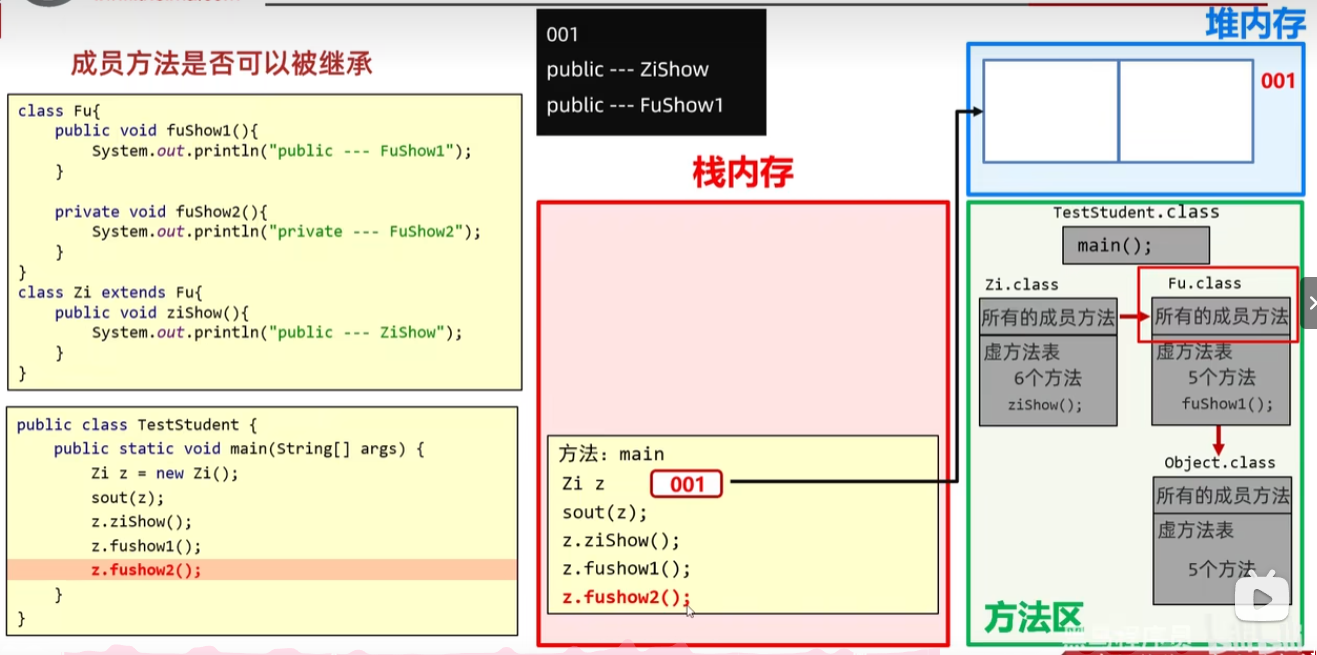 成员方法是否可以被继承
class Fu{
public void fuShow1(){
System.out.println("public --- FuShow1");
}
private void fuShow2(){
System.out.println("private --- FuShow2");
}
}
class Zi extends Fu{
public void ziShow(){
System.out.println("public --- ZiShow");
}
}
public class TestStudent {
public static void main(String[] args) {
Zi z = new Zi();
sout(z);
z.ziShow();
z.fushow1();
z.fushow2();
}
}
001
public --- ZiShow
public --- FuShow1
栈内存
方法：main
Zi z 001
sout(z);
z.ziShow();
z.fushow1();
z.fushow2();
堆内存
001
TestStudent.class
main();
Zi.class
所有的成员方法
虚方法表
6个方法
ziShow();
Fu.class
所有的成员方法
虚方法表
5个方法
fuShow1();
Object.class
所有的成员方法
虚方法表
5个方法
方法区